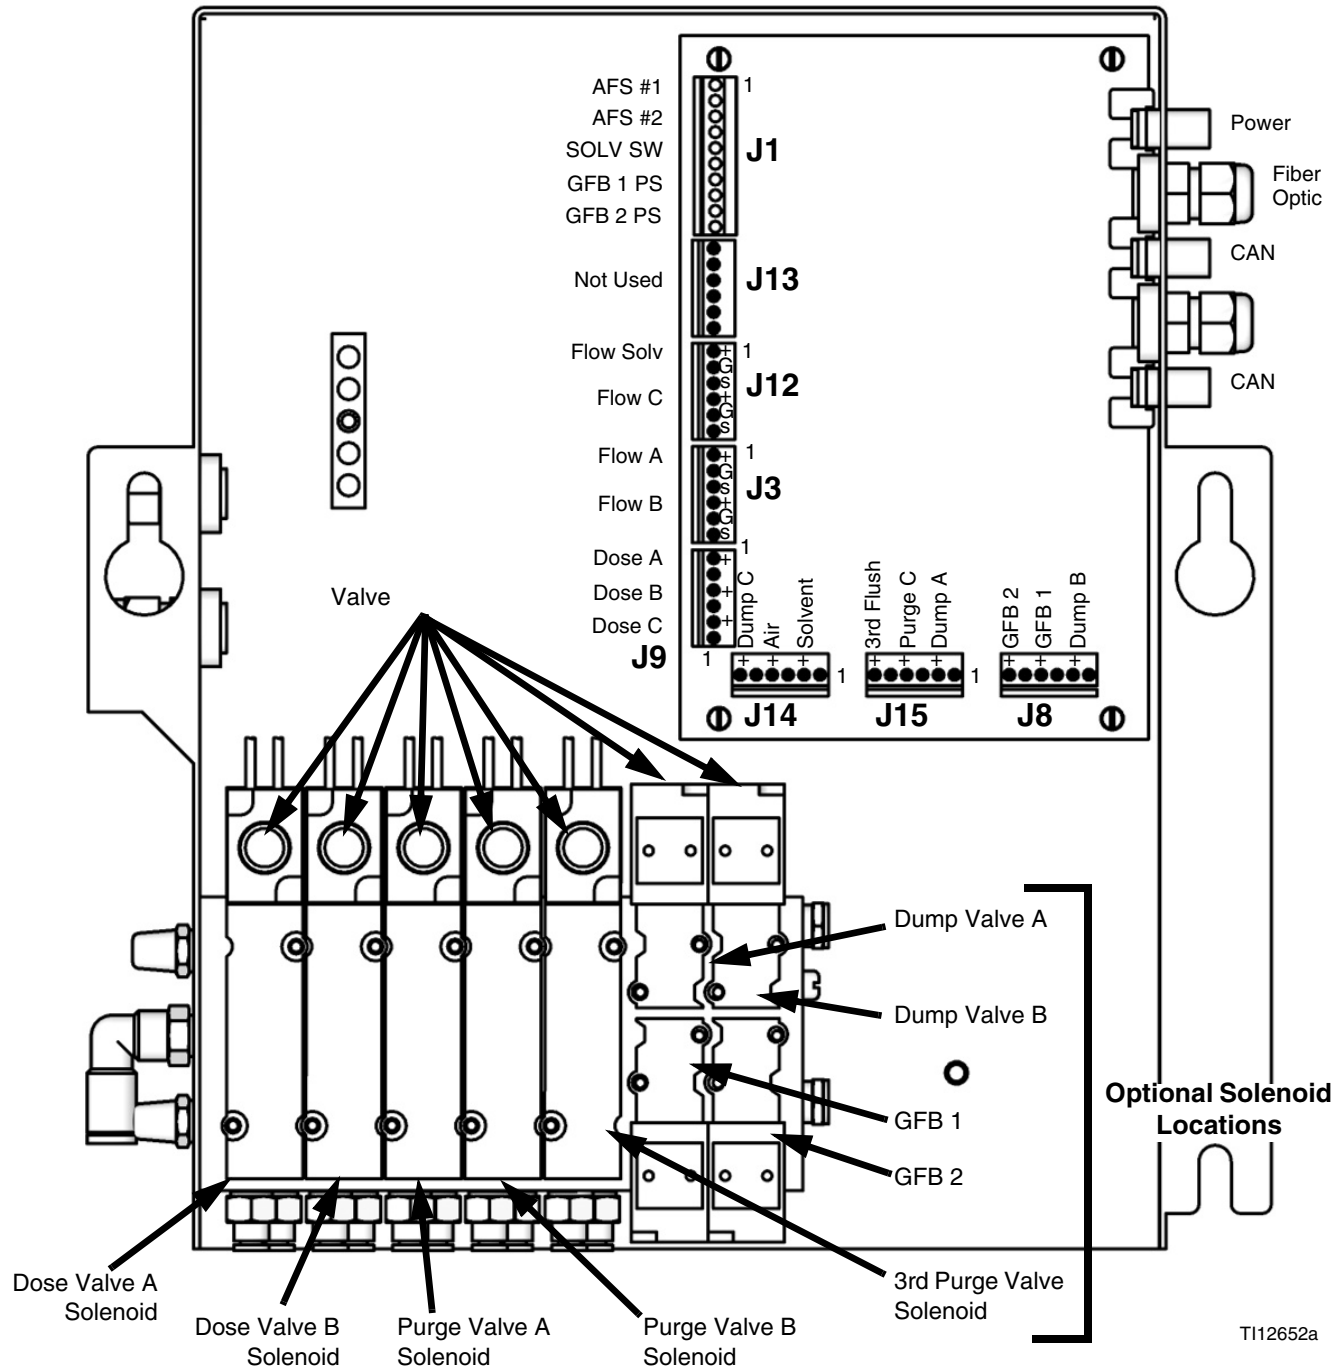 AFS #1
1
AFS #2
J1
SOLV SW
GFB 1 PS
GFB 2 PS
Power
Fiber
Optic
CAN
CAN
Not Used
J13
Flow Solv
+ 1
G
s
J12
Flow C
+
G
s
Flow A
+ 1
G
s
J3
Flow B
+
G
s
1
Dose A
+
Dose B
+
Dose C
+
J9
1
+ Dump C
+ Air
+ Solvent
1
J14
+ 3rd Flush
+ Purge C
+ Dump A
1
J15
+ GFB 2
+ GFB 1
+ Dump B
J8
Valve
Dump Valve A
Dump Valve B
GFB 1
GFB 2
Optional Solenoid
Locations
3rd Purge Valve
Solenoid
Dose Valve A
Solenoid
Dose Valve B
Solenoid
Purge Valve A
Solenoid
Purge Valve B
Solenoid
TI12652a